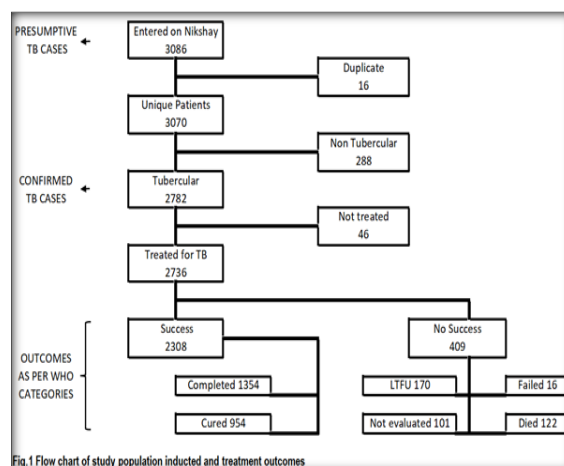 PRESUMPTIVE
TB CASES
Entered on Nikshay
3086
Duplicate
16
Unique Patients
3070
Non Tubercular
288
CONFIRMED
TB CASES
Tubercular
2782
Not treated
46
Treated for TB
2736
Success
2308
No Success
409
OUTCOMES
AS PER WHO
CATEGORIES
Completed 1354
LTFU 170
Failed 16
Cured 954
Not evaluated 101
Died 122
Fig.1 Flow chart of study population inducted and treatment outcomes